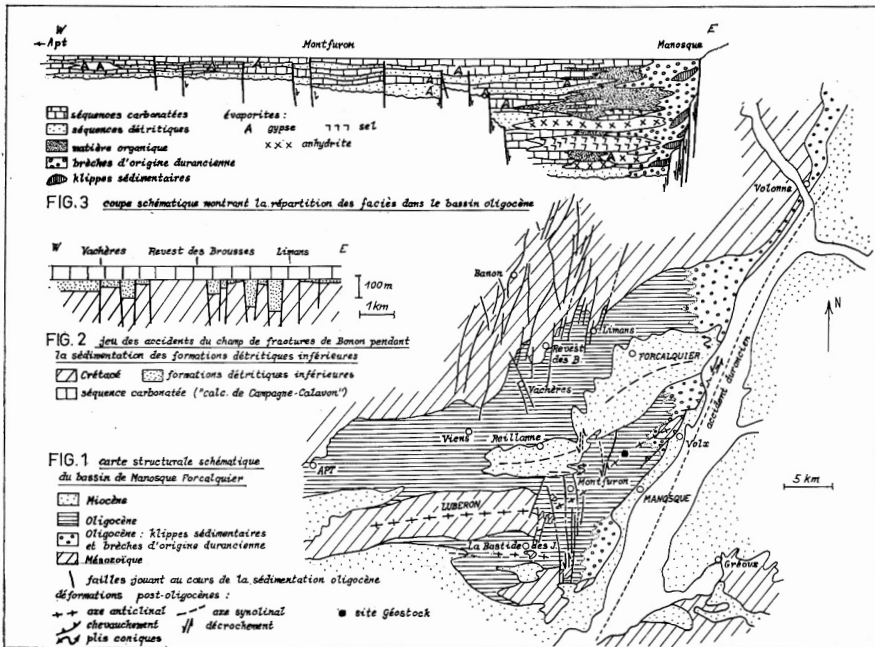 W
E
← Apt
Montfuron
Manosque
séquences carbonatées
séquences détritiques
matière organique
brèches d'origine durancienne
klippes sédimentaires
évaporites :
A gypse
sel
x x x anhydrite
FIG.3 coupe schématique montrant la répartition des faciès dans le bassin oligocène
W Vachères Revest des Brousses Limans E
100m
1km
FIG.2 jeu des accidents du champ de fractures de Banon pendant
la sédimentation des formations détritiques inférieures
Crétacé
formations détritiques inférieures
séquence carbonatée ("calc. de Campagne-Calavon")
FIG.1 carte structurale schématique
du bassin de Manosque Forcalquier
Miocène
Oligocène
Oligocène : klippes sédimentaires
et brèches d'origine durancienne
Mésozoïque
failles jouant au cours de la sédimentation oligocène
déformations post-oligocènes :
axe anticlinal
axe synclinal
chevauchement
décrochement
plis coniques
site Géostock
Volonne
Banon
N
Limans
Revest
des B.
FORCALQUIER
Vachères
accident durancien
Viens
Reillanne
Volx
APT
Montfuron
5 km
MANOSQUE
LUBERON
La Bastide des J.
Gréoux